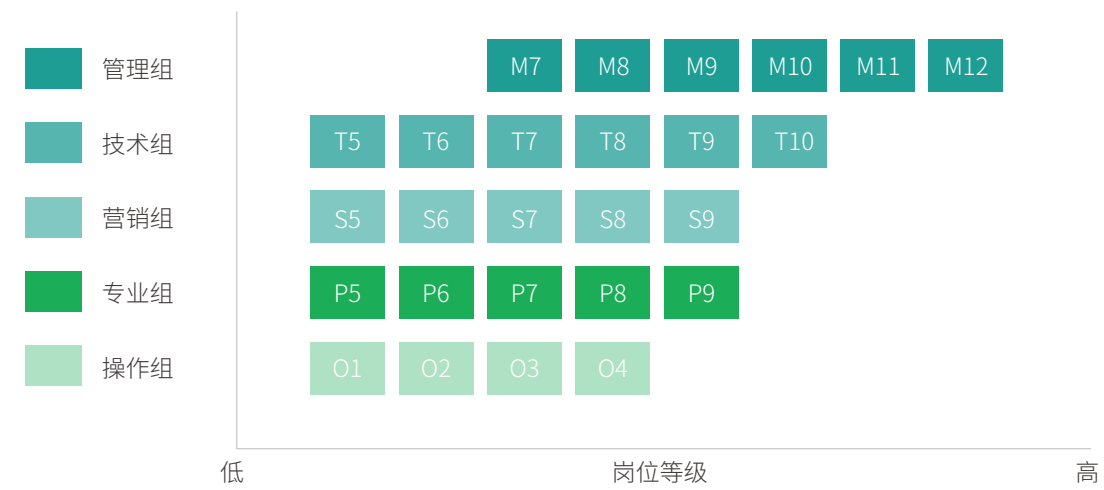 管理组 M7 M8 M9 M10 M11 M12
技术组 T5 T6 T7 T8 T9 T10
营销组 S5 S6 S7 S8 S9
专业组 P5 P6 P7 P8 P9
操作组 O1 O2 O3 O4
低 岗位等级 高